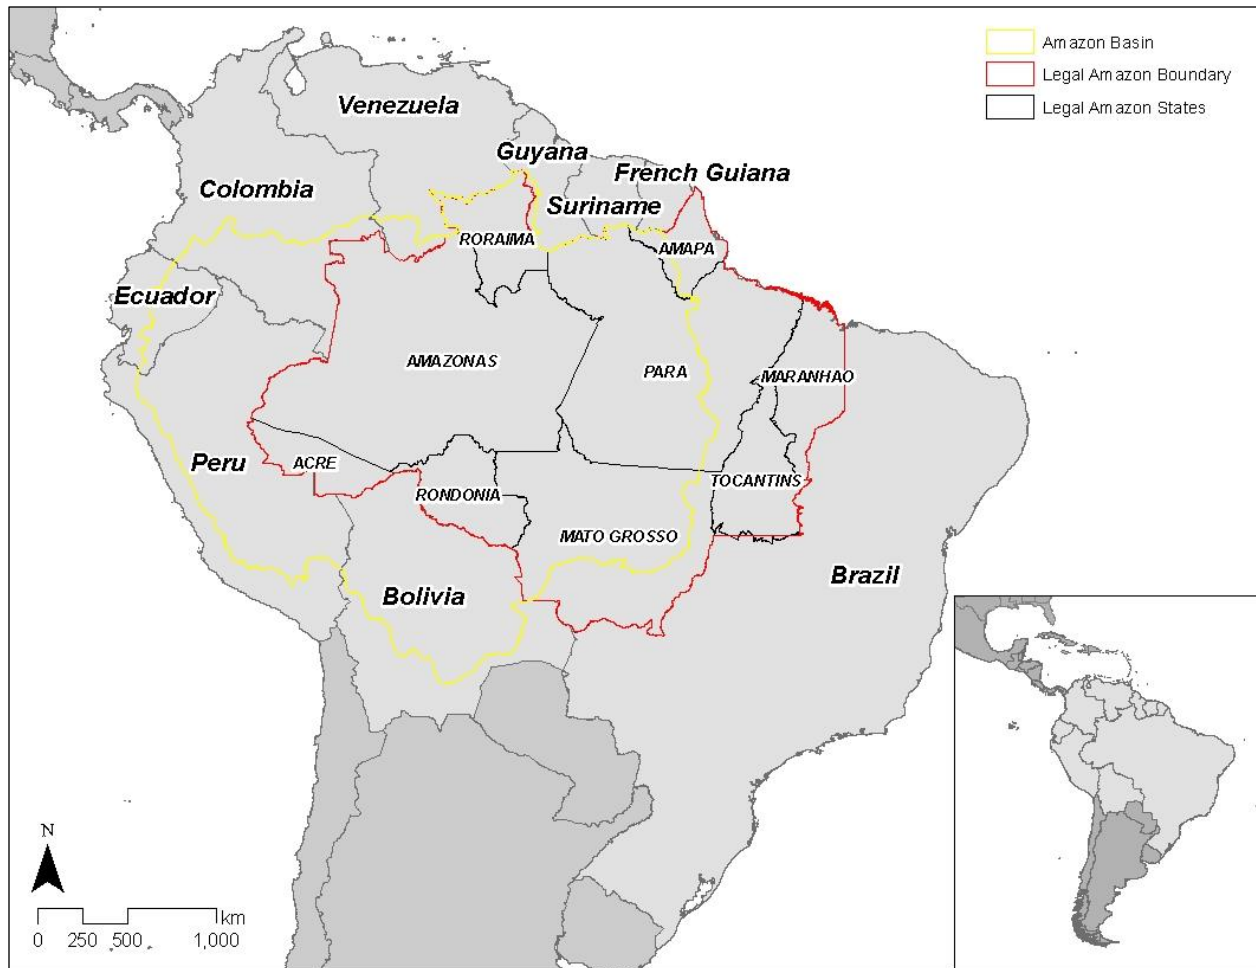 Amazon Basin
Legal Amazon Boundary
Legal Amazon States
Venezuela
Guyana
French Guiana
Colombia
Suriname
RORAIMA
AMAPA
Ecuador
AMAZONAS
PARA
MARANHAO
Peru
ACRE
RONDONIA
TOCANTINS
MATO GROSSO
Brazil
Bolivia
N
km
0 250 500 1,000